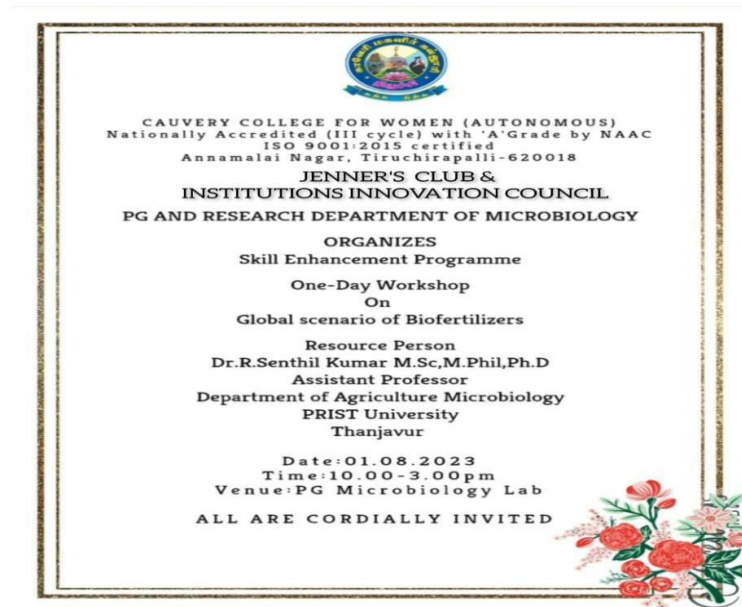 CAUVERY COLLEGE FOR WOMEN (AUTONOMOUS)
Nationally Accredited (III cycle) with 'A'Grade by NAAC
ISO 9001:2015 certified
Annamalai Nagar, Tiruchirapalli-620018
JENNER'S CLUB &
INSTITUTIONS INNOVATION COUNCIL
PG AND RESEARCH DEPARTMENT OF MICROBIOLOGY
ORGANIZES
Skill Enhancement Programme
One-Day Workshop
On
Global scenario of Biofertilizers
Resource Person
Dr.R.Senthil Kumar M.Sc,M.Phil,Ph.D
Assistant Professor
Department of Agriculture Microbiology
PRIST University
Thanjavur
Date:01.08.2023
Time:10.00-3.00pm
Venue:PG Microbiology Lab
ALL ARE CORDIALLY INVITED